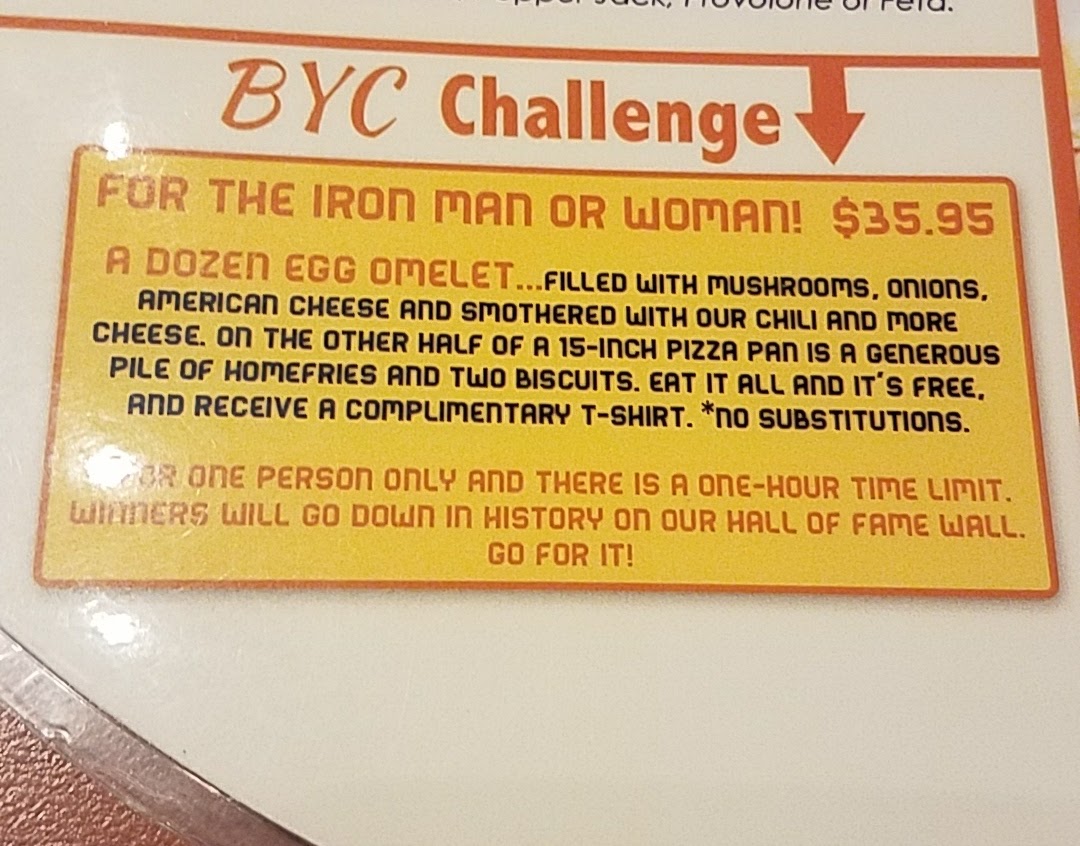 Jack, Provolone or Feta.
BYC Challenge
FOR THE IRON MAN OR WOMAN! $35.95
A DOZEN EGG OMELET...FILLED WITH MUSHROOMS, ONIONS,
AMERICAN CHEESE AND SMOTHERED WITH OUR CHILI AND MORE
CHEESE. ON THE OTHER HALF OF A 15-INCH PIZZA PAN IS A GENEROUS
PILE OF HOMEFRIES AND TWO BISCUITS. EAT IT ALL AND IT'S FREE,
AND RECEIVE A COMPLIMENTARY T-SHIRT. *NO SUBSTITUTIONS.
ONE PERSON ONLY AND THERE IS A ONE-HOUR TIME LIMIT.
WINNERS WILL GO DOWN IN HISTORY ON OUR HALL OF FAME WALL.
GO FOR IT!